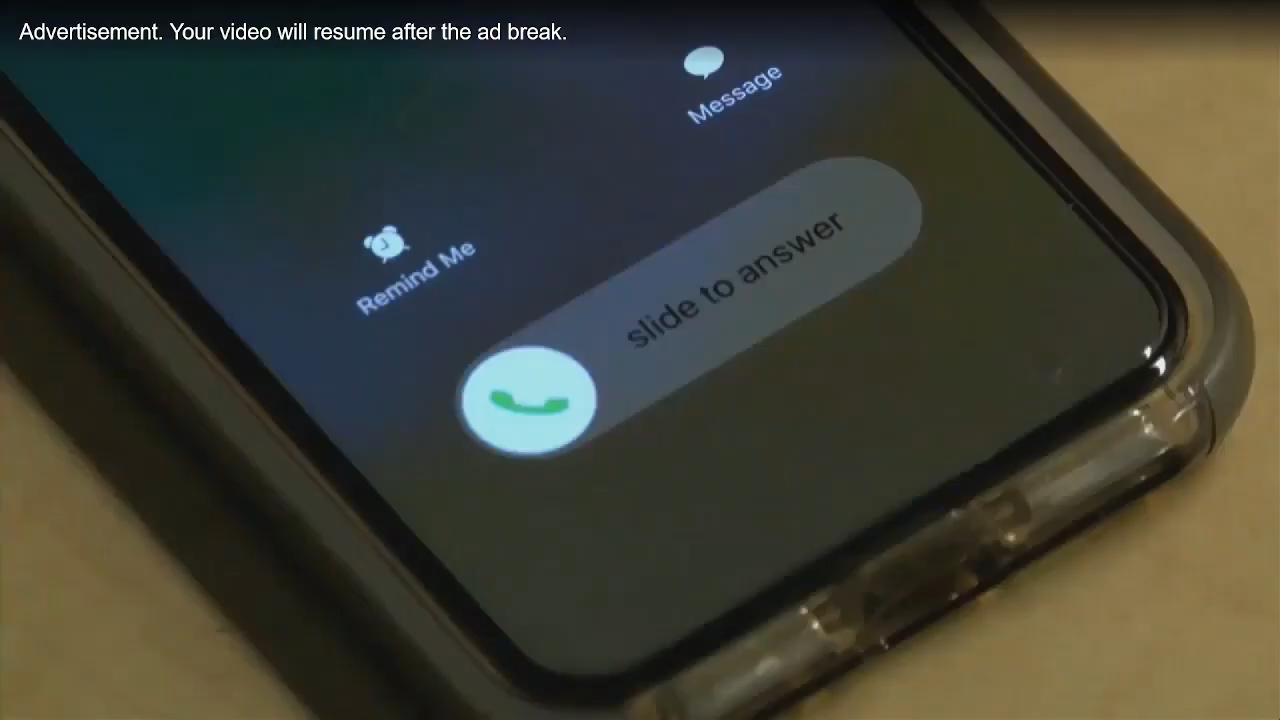 Advertisement. Your video will resume after the ad break.
Message
Remind Me
slide to answer